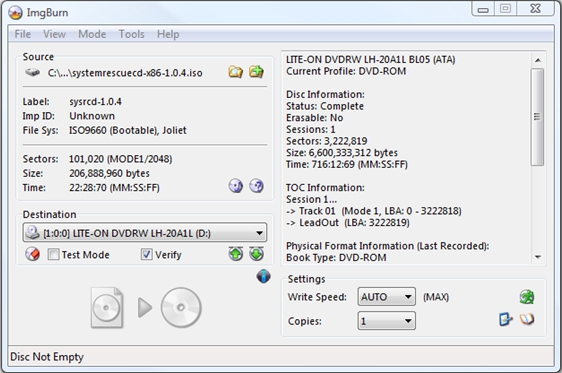 ImgBurn
File View Mode Tools Help
Source
C:\...\systemrescuecd-x86-1.0.4.iso
Label: sysrcd-1.0.4
Imp ID: Unknown
File Sys: ISO9660 (Bootable), Joliet
Sectors: 101,020 (MODE1/2048)
Size: 206,888,960 bytes
Time: 22:28:70 (MM:SS:FF)
Destination
[1:0:0] LITE-ON DVDRW LH-20A1L (D:)
Test Mode Verify
LITE-ON DVDRW LH-20A1L BL05 (ATA)
Current Profile: DVD-ROM
Disc Information:
Status: Complete
Erasable: No
Sessions: 1
Sectors: 3,222,819
Size: 6,600,333,312 bytes
Time: 716:12:69 (MM:SS:FF)
TOC Information:
Session 1...
-> Track 01 (Mode 1, LBA: 0 - 3222818)
-> LeadOut (LBA: 3222819)
Physical Format Information (Last Recorded):
Book Type: DVD-ROM
Settings
Write Speed: AUTO (MAX)
Copies: 1
Disc Not Empty